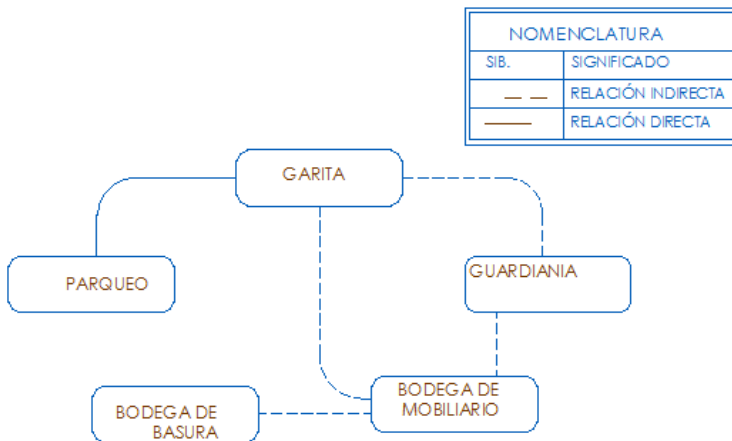 NOMENCLATURA
SIB. SIGNIFICADO
RELACIÓN INDIRECTA
RELACIÓN DIRECTA
GARITA
PARQUEO
GUARDIANIA
BODEGA DE
MOBILIARIO
BODEGA DE
BASURA